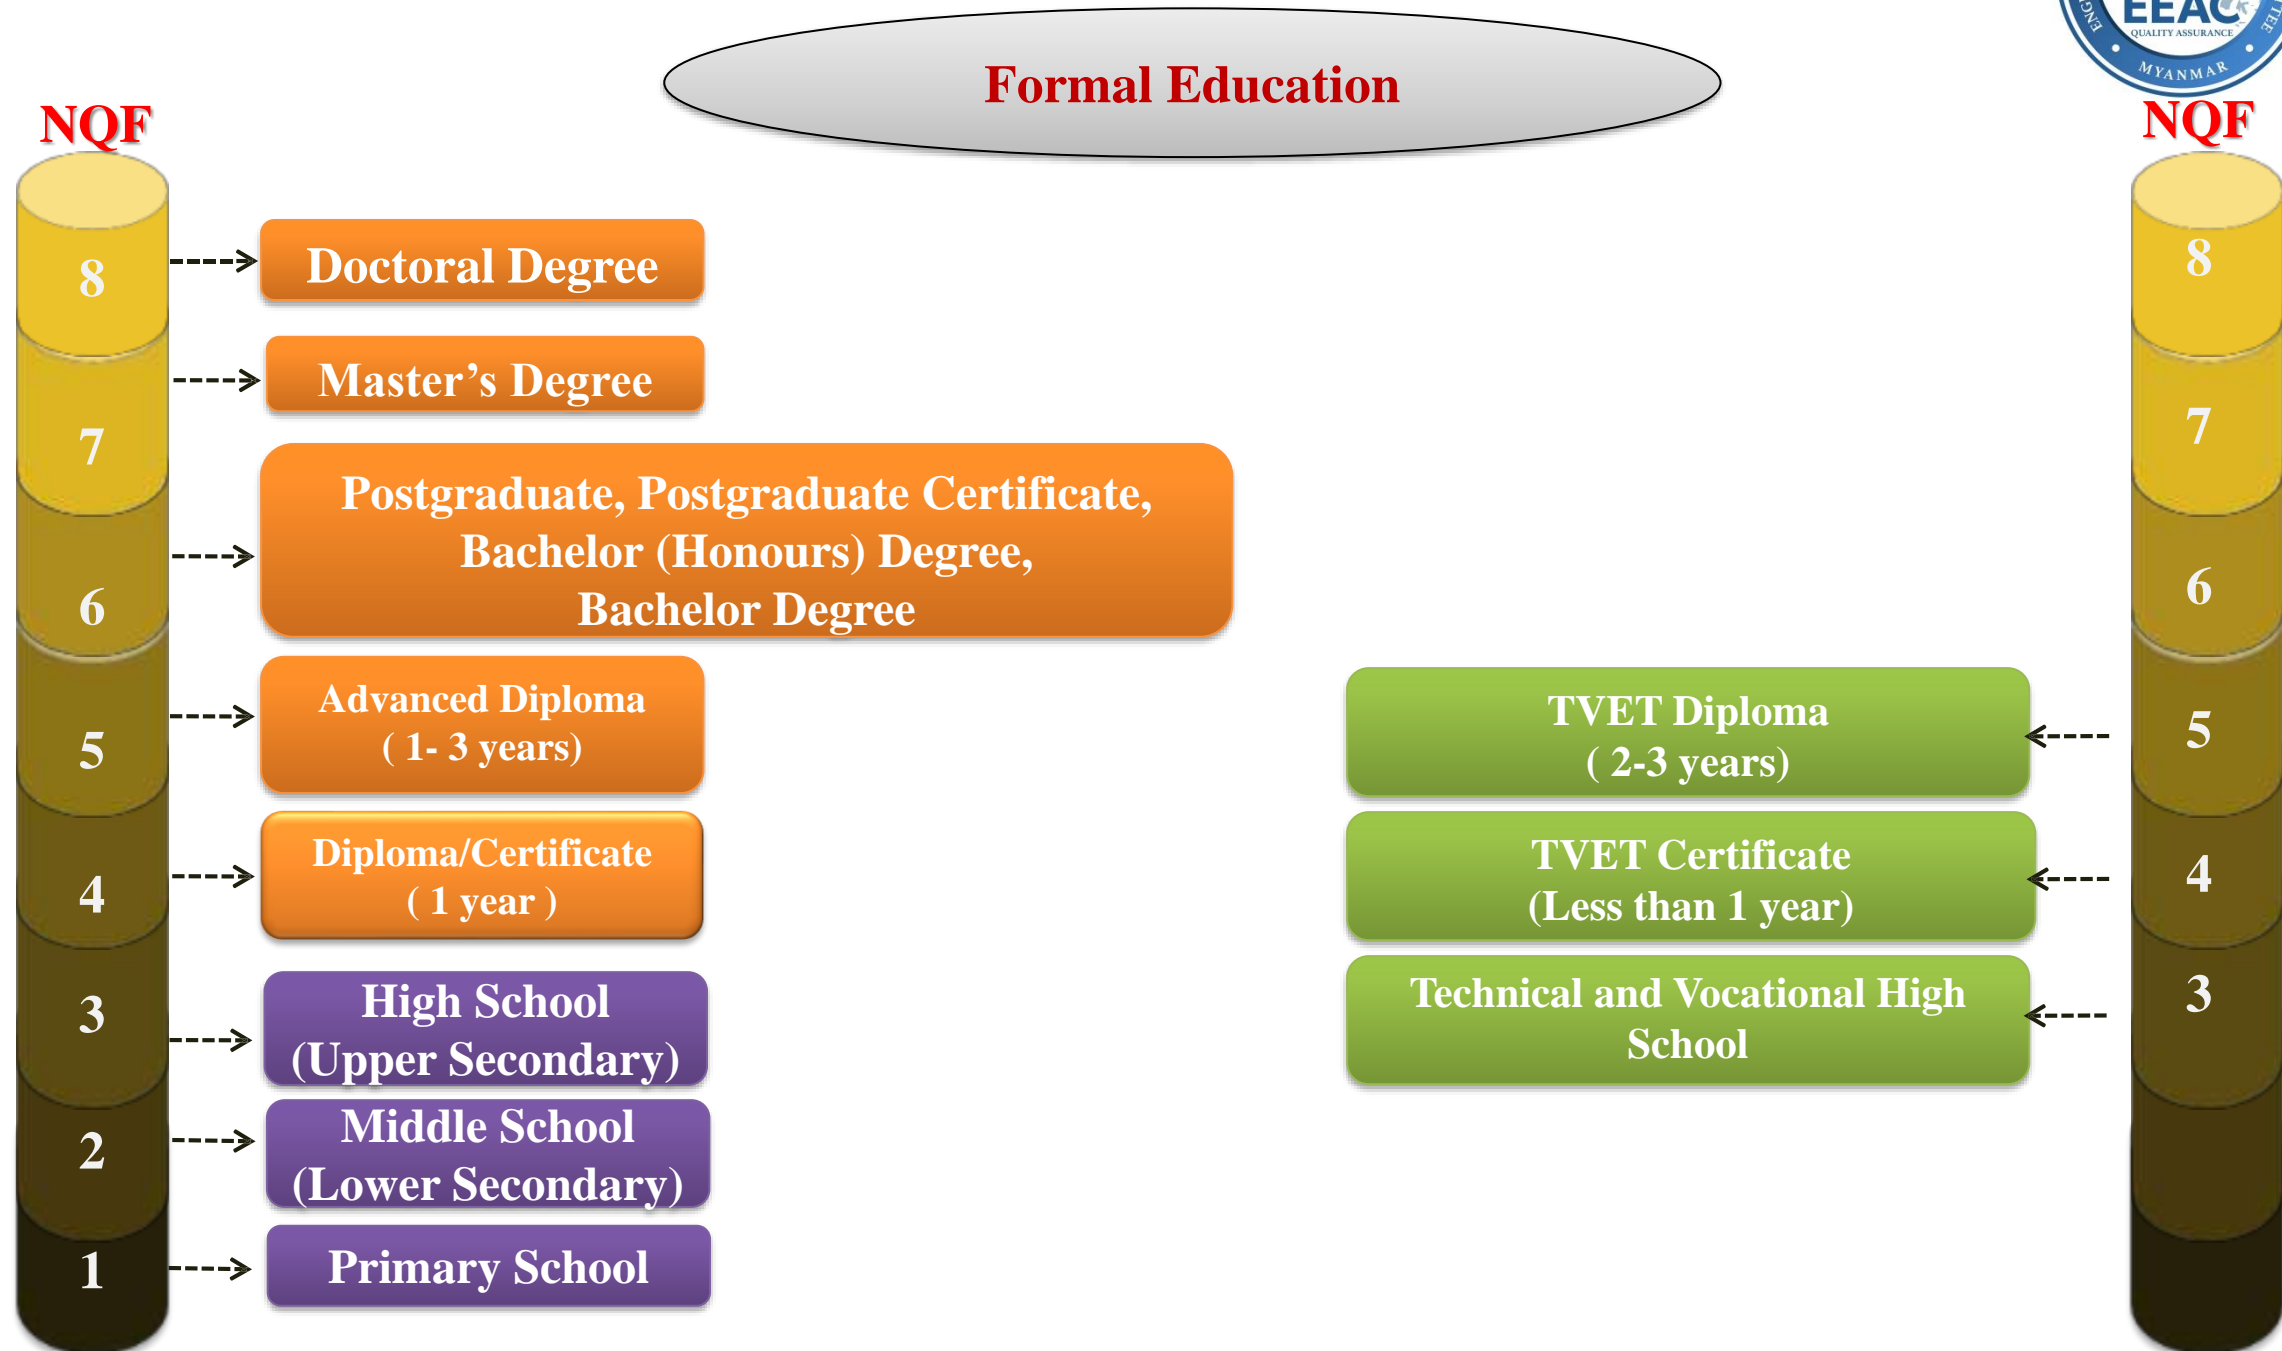 EEAC
QUALITY ASSURANCE
MYANMAR
Formal Education
NQF
8
Doctoral Degree
7
Master’s Degree
6
Postgraduate, Postgraduate Certificate,
Bachelor (Honours) Degree,
Bachelor Degree
5
Advanced Diploma
( 1- 3 years)
4
Diploma/Certificate
( 1 year )
3
High School
(Upper Secondary)
2
Middle School
(Lower Secondary)
1
Primary School
NQF
8
7
6
5
TVET Diploma
( 2-3 years)
4
TVET Certificate
(Less than 1 year)
3
Technical and Vocational High
School